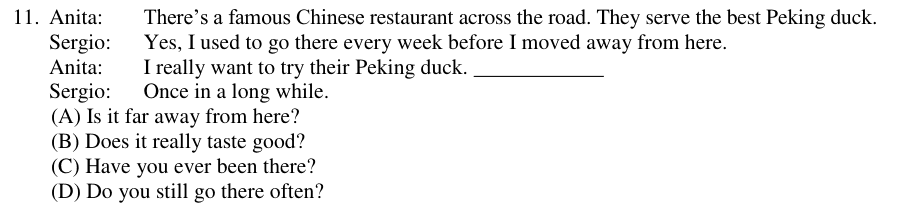 11. Anita: There's a famous Chinese restaurant across the road. They serve the best Peking duck.
Sergio: Yes, I used to go there every week before I moved away from here.
Anita: I really want to try their Peking duck. ____________
Sergio: Once in a long while.
(A) Is it far away from here?
(B) Does it really taste good?
(C) Have you ever been there?
(D) Do you still go there often?